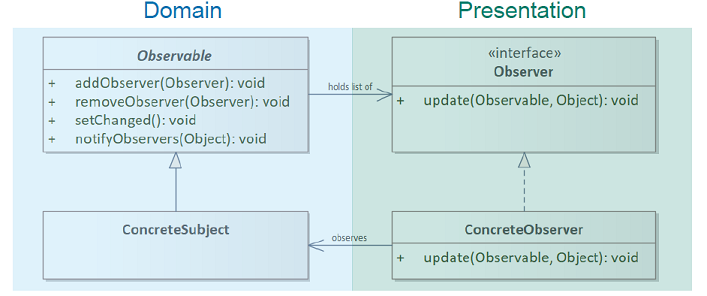 Domain
Presentation
Observable
+ addObserver(Observer): void
+ removeObserver(Observer): void
+ setChanged(): void
+ notifyObservers(Object): void
holds list of
«interface»
Observer
+ update(Observable, Object): void
ConcreteSubject
observes
ConcreteObserver
+ update(Observable, Object): void